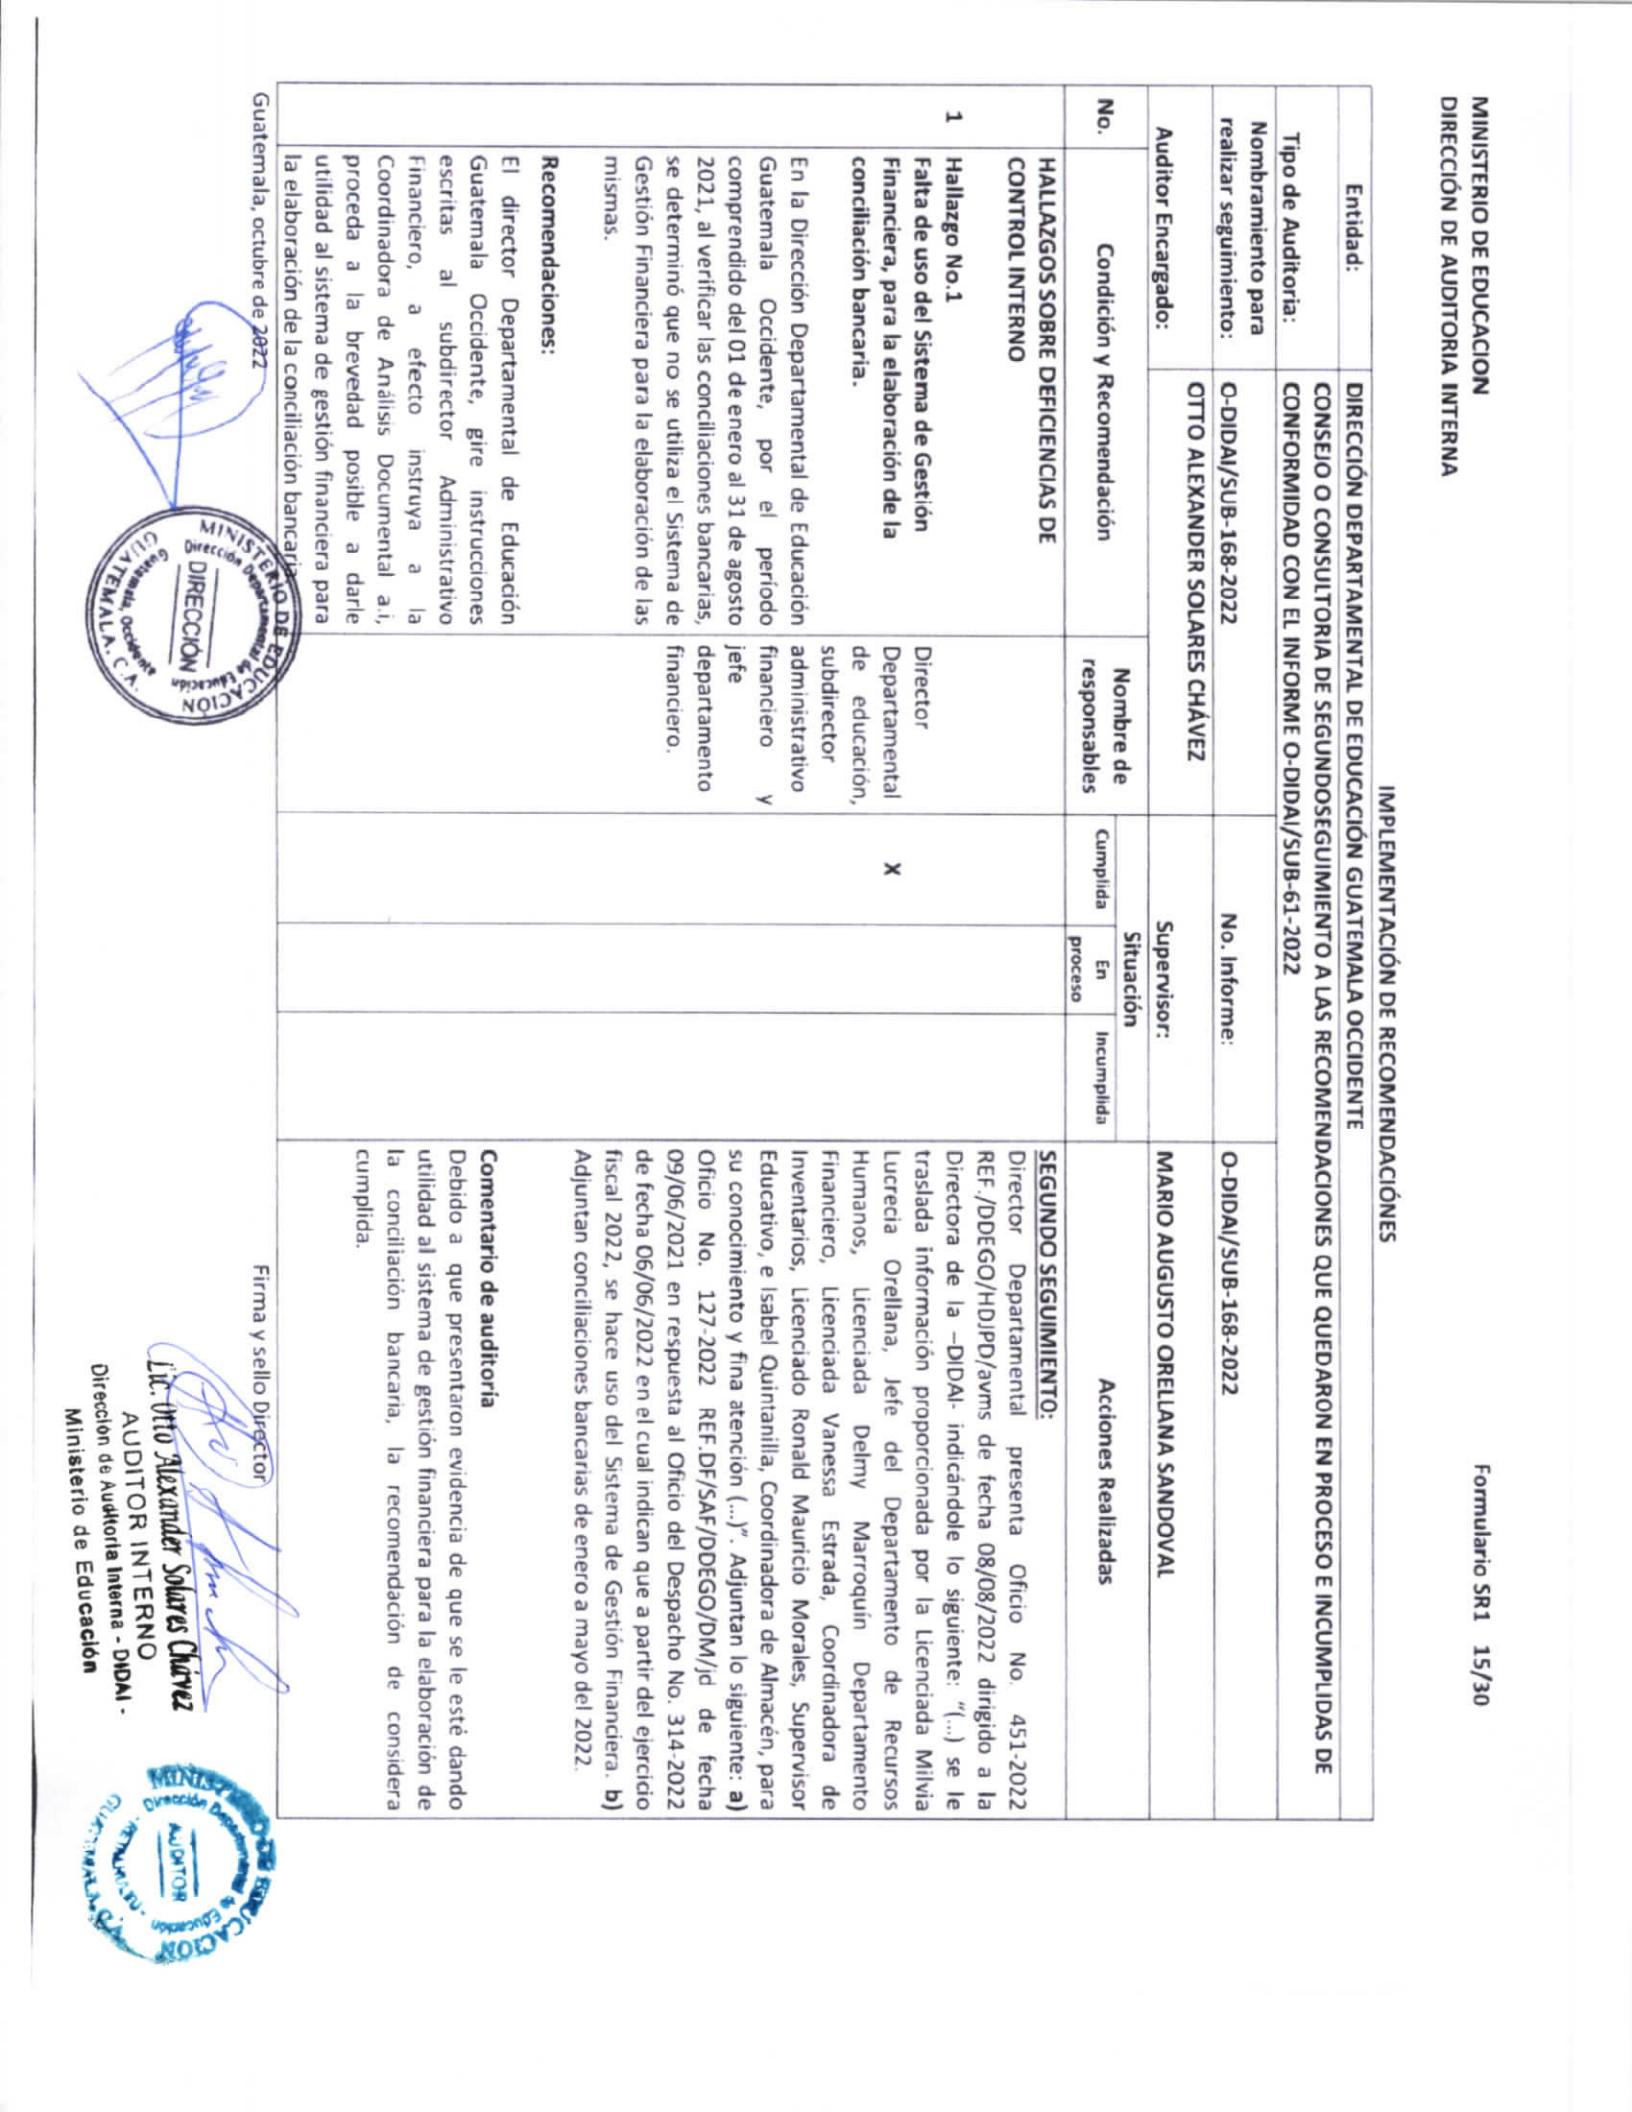 MINISTERIO DE EDUCACION
DIRECCIÓN DE AUDITORIA INTERNA
Formulario SR1 15/30
IMPLEMENTACIÓN DE RECOMENDACIÓNES
Entidad:
DIRECCIÓN DEPARTAMENTAL DE EDUCACIÓN GUATEMALA OCCIDENTE
Tipo de Auditoria:
CONSEJO O CONSULTORIA DE SEGUNDOSEGUIMIENTO A LAS RECOMENDACIONES QUE QUEDARON EN PROCESO E INCUMPLIDAS DE
CONFORMIDAD CON EL INFORME O-DIDAI/SUB-61-2022
Nombramiento para
realizar seguimiento:
O-DIDAI/SUB-168-2022
No. Informe:
O-DIDAI/SUB-168-2022
Auditor Encargado:
OTTO ALEXANDER SOLARES CHÁVEZ
Supervisor:
MARIO AUGUSTO ORELLANA SANDOVAL
No.
Condición y Recomendación
Nombre de
responsables
Situación
Cumplida
En
proceso
Incumplida
Acciones Realizadas
HALLAZGOS SOBRE DEFICIENCIAS DE
CONTROL INTERNO
1
Hallazgo No.1
Falta de uso del Sistema de Gestión
Financiera, para la elaboración de la
conciliación bancaria.
En la Dirección Departamental de Educación
Guatemala Occidente, por el período
comprendido del 01 de enero al 31 de agosto
2021, al verificar las conciliaciones bancarias,
se determinó que no se utiliza el Sistema de
Gestión Financiera para la elaboración de las
mismas.
Recomendaciones:
El director Departamental de Educación
Guatemala Occidente, gire instrucciones
escritas al subdirector Administrativo
Financiero, a efecto instruya a la
Coordinadora de Análisis Documental a.i,
proceda a la brevedad posible a darle
utilidad al sistema de gestión financiera para
la elaboración de la conciliación bancaria.
Director
Departamental
de educación,
subdirector
administrativo
financiero y
jefe
departamento
financiero.
X
SEGUNDO SEGUIMIENTO:
Director Departamental presenta Oficio No. 451-2022
REF./DDEGO/HDJPD/avms de fecha 08/08/2022 dirigido a la
Directora de la –DIDAI- indicándole lo siguiente: “(...) se le
traslada información proporcionada por la Licenciada Milvia
Lucrecia Orellana, Jefe del Departamento de Recursos
Humanos, Licenciada Delmy Marroquín Departamento
Financiero, Licenciada Vanessa Estrada, Coordinadora de
Inventarios, Licenciado Ronald Mauricio Morales, Supervisor
Educativo, e Isabel Quintanilla, Coordinadora de Almacén, para
su conocimiento y fina atención (...)”. Adjuntan lo siguiente: a)
Oficio No. 127-2022 REF.DF/SAF/DDEGO/DM/jd de fecha
09/06/2021 en respuesta al Oficio del Despacho No. 314-2022
de fecha 06/06/2022 en el cual indican que a partir del ejercicio
fiscal 2022, se hace uso del Sistema de Gestión Financiera. b)
Adjuntan conciliaciones bancarias de enero a mayo del 2022.
Comentario de auditoría
Debido a que presentaron evidencia de que se le esté dando
utilidad al sistema de gestión financiera para la elaboración de
la conciliación bancaria, la recomendación de considera
cumplida.
Guatemala, octubre de 2022
Firma y sello Director
MINISTERIO DE EDUCACIÓN
Dirección Departamental de Educación
DIRECCIÓN
Guatemala, Occidente
GUATEMALA, C.A.
Lic. Otto Alexander Solares Chávez
AUDITOR INTERNO
Dirección de Auditoría Interna - DIDAI -
Ministerio de Educación
MINISTERIO DE EDUCACION
Dirección Departamental de Educación
AUDITOR
GUATEMALA, C.A.